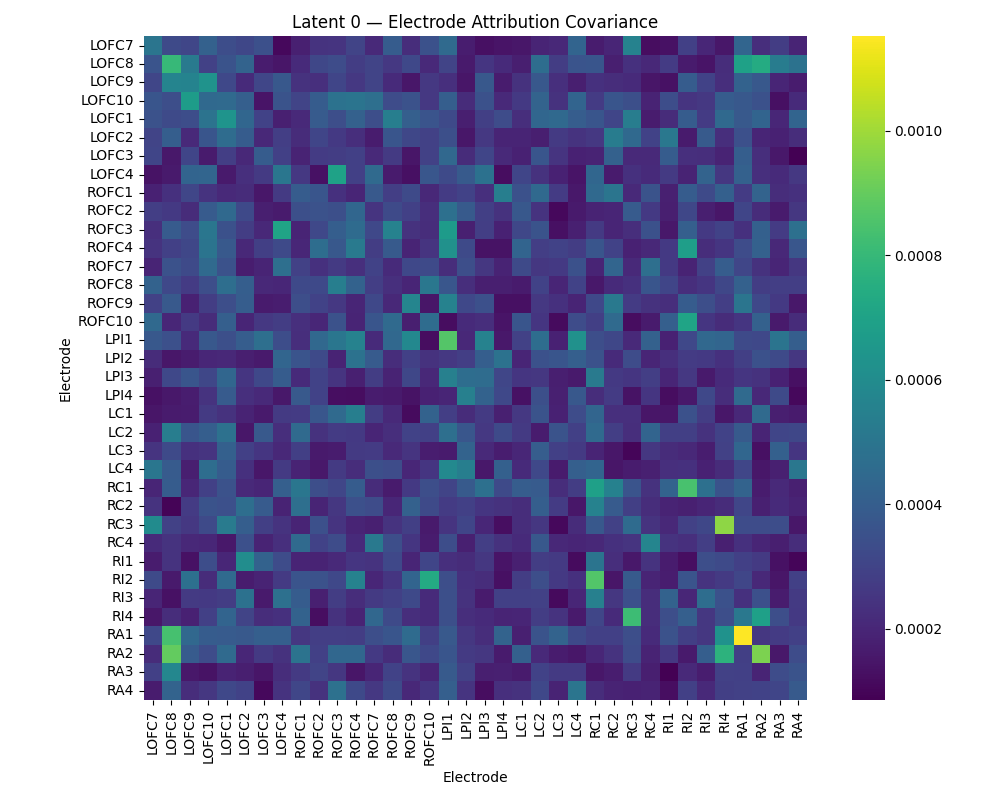 Latent 0 — Electrode Attribution Covariance
LOFC7
LOFC8
LOFC9
LOFC10
LOFC1
LOFC2
LOFC3
LOFC4
ROFC1
ROFC2
ROFC3
ROFC4
ROFC7
ROFC8
ROFC9
ROFC10
LPI1
LPI2
LPI3
LPI4
LC1
LC2
LC3
LC4
RC1
RC2
RC3
RC4
RI1
RI2
RI3
RI4
RA1
RA2
RA3
RA4
Electrode
LOFC7
LOFC8
LOFC9
LOFC10
LOFC1
LOFC2
LOFC3
LOFC4
ROFC1
ROFC2
ROFC3
ROFC4
ROFC7
ROFC8
ROFC9
ROFC10
LPI1
LPI2
LPI3
LPI4
LC1
LC2
LC3
LC4
RC1
RC2
RC3
RC4
RI1
RI2
RI3
RI4
RA1
RA2
RA3
RA4
Electrode
0.0010
0.0008
0.0006
0.0004
0.0002